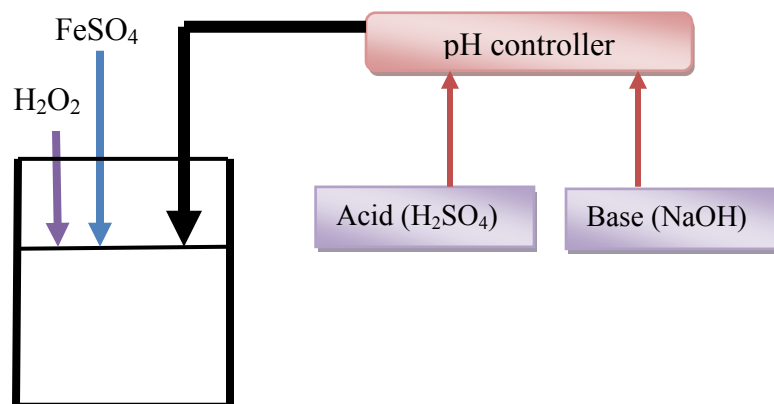 FeSO₄
pH controller
H₂O₂
Acid (H₂SO₄)
Base (NaOH)